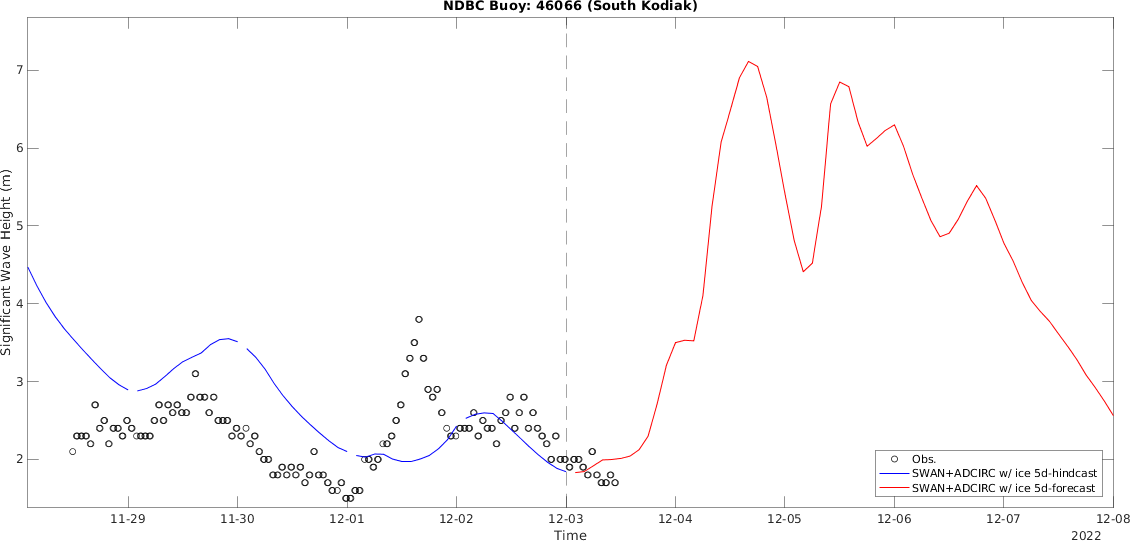 NDBC Buoy: 46066 (South Kodiak)
Significant Wave Height (m)
7
6
5
4
3
2
Obs.
SWAN+ADCIRC w/ ice 5d-hindcast
SWAN+ADCIRC w/ ice 5d-forecast
11-29 11-30 12-01 12-02 12-03 12-04 12-05 12-06 12-07 12-08
Time
2022